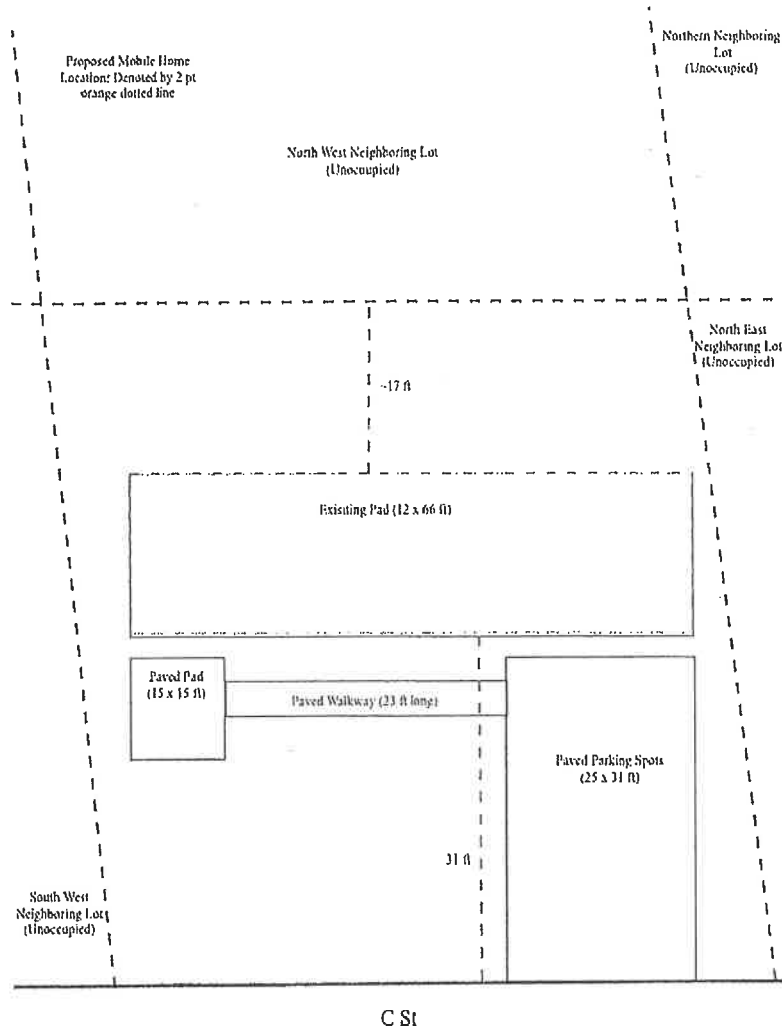 Proposed Mobile Home
Location: Denoted by 2 pt
orange dotted line
Northern Neighboring
Lot
(Unoccupied)
North West Neighboring Lot
(Unoccupied)
North East
Neighboring Lot
(Unoccupied)
~17 ft
Existing Pad (12 x 66 ft)
Paved Pad
(15 x 15 ft)
Paved Walkway (23 ft long)
Paved Parking Spots
(25 x 31 ft)
31 ft
South West
Neighboring Lot
(Unoccupied)
C St